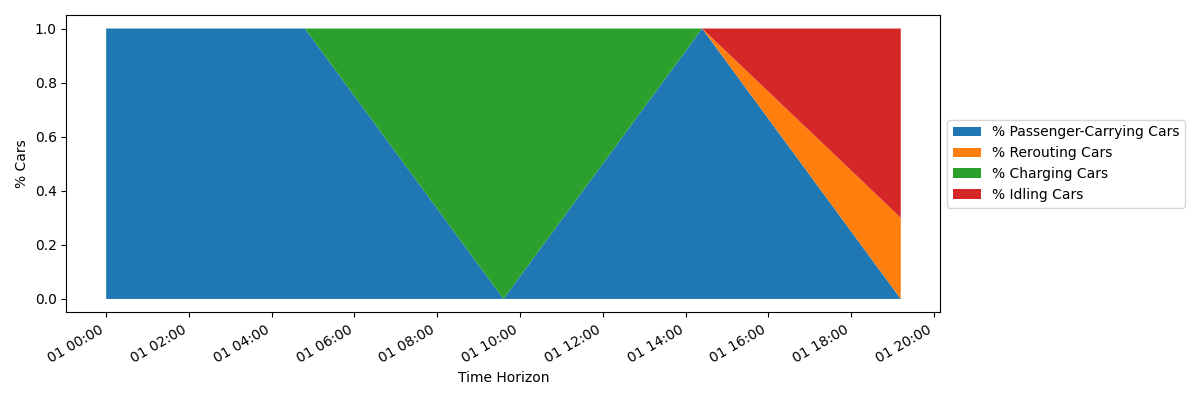 1.0
0.8
0.6
0.4
0.2
0.0
% Cars
01 00:00
01 02:00
01 04:00
01 06:00
01 08:00
01 10:00
01 12:00
01 14:00
01 16:00
01 18:00
01 20:00
Time Horizon
% Passenger-Carrying Cars
% Rerouting Cars
% Charging Cars
% Idling Cars